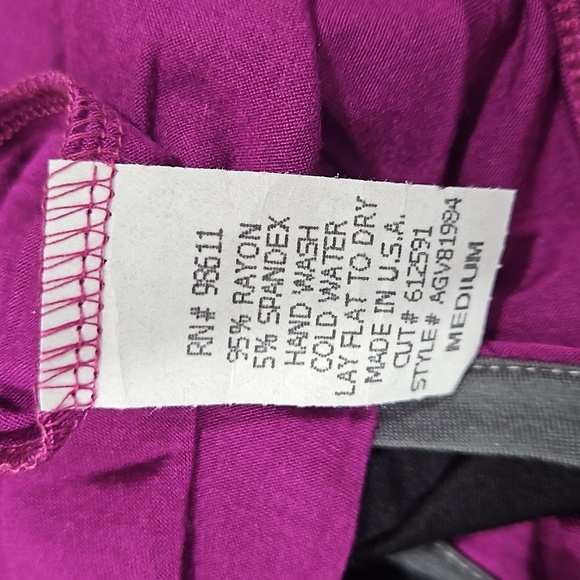 RN# 98611
95% RAYON
5% SPANDEX
HAND WASH
COLD WATER
LAY FLAT TO DRY
MADE IN U.S.A.
CUT# 612591
STYLE# AGV81984
MEDIUM